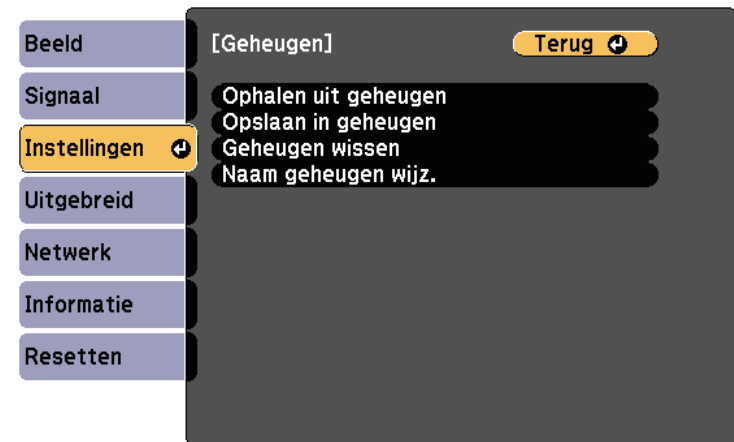 Beeld
Signaal
Instellingen
Uitgebreid
Netwerk
Informatie
Resetten
[Geheugen]
Terug
Ophalen uit geheugen
Opslaan in geheugen
Geheugen wissen
Naam geheugen wijz.